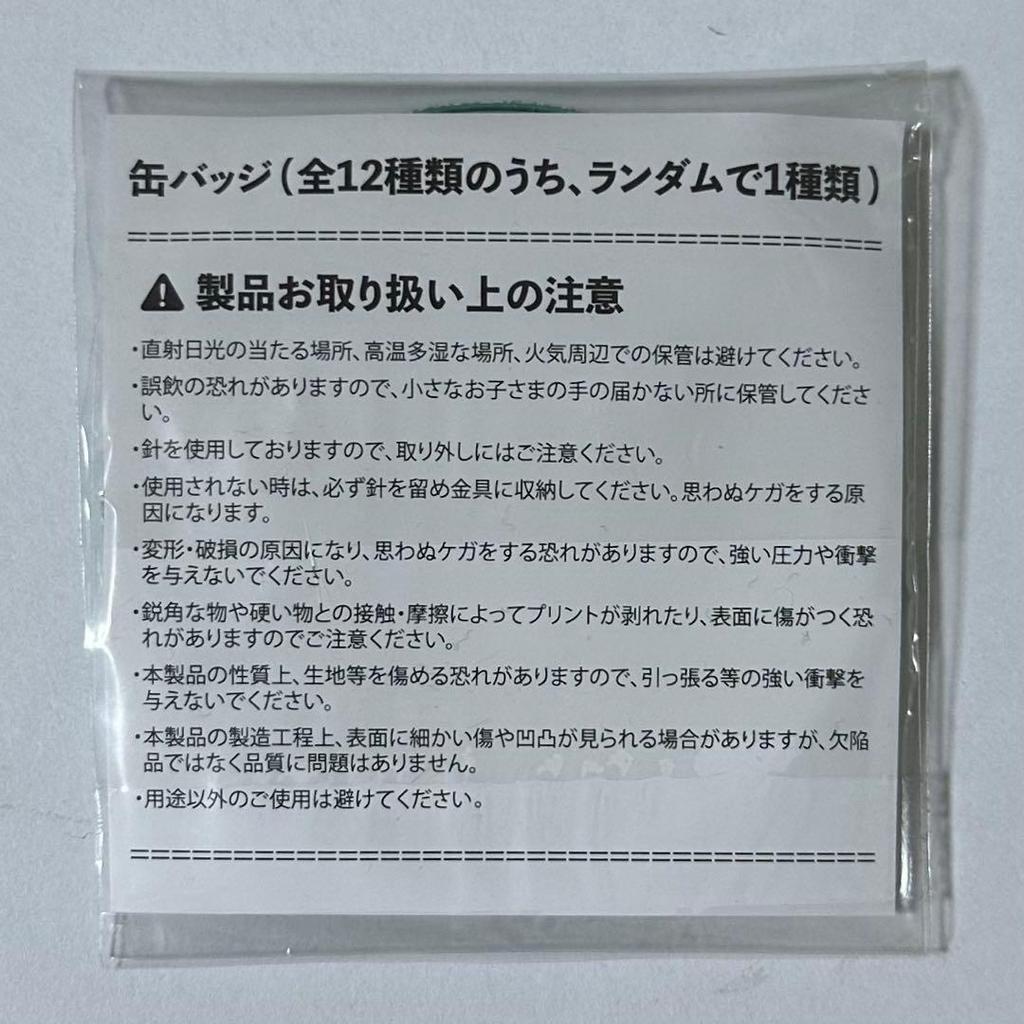 缶バッジ(全12種類のうち、ランダムで1種類)
==================================================
製品お取り扱い上の注意
・直射日光の当たる場所、高温多湿な場所、火気周辺での保管は避けてください。
・誤飲の恐れがありますので、小さなお子さまの手の届かない所に保管してくださ
い。
・針を使用しておりますので、取り外しにはご注意ください。
・使用されない時は、必ず針を留め金具に収納してください。思わぬケガをする原
因になります。
・変形・破損の原因になり、思わぬケガをする恐れがありますので、強い圧力や衝撃
を与えないでください。
・鋭角な物や硬い物との接触・摩擦によってプリントが剥れたり、表面に傷がつく恐
れがありますのでご注意ください。
・本製品の性質上、生地等を傷める恐れがありますので、引っ張る等の強い衝撃を
与えないでください。
・本製品の製造工程上、表面に細かい傷や凹凸が見られる場合がありますが、欠陥
品ではなく品質に問題はありません。
・用途以外のご使用は避けてください。
==================================================